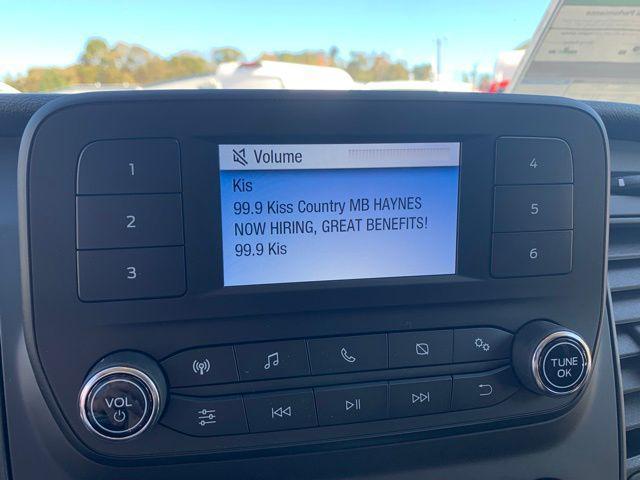 Volume
Kis
99.9 Kiss Country MB HAYNES
NOW HIRING, GREAT BENEFITS!
99.9 Kis
1
2
3
4
5
6
VOL
TUNE
OK